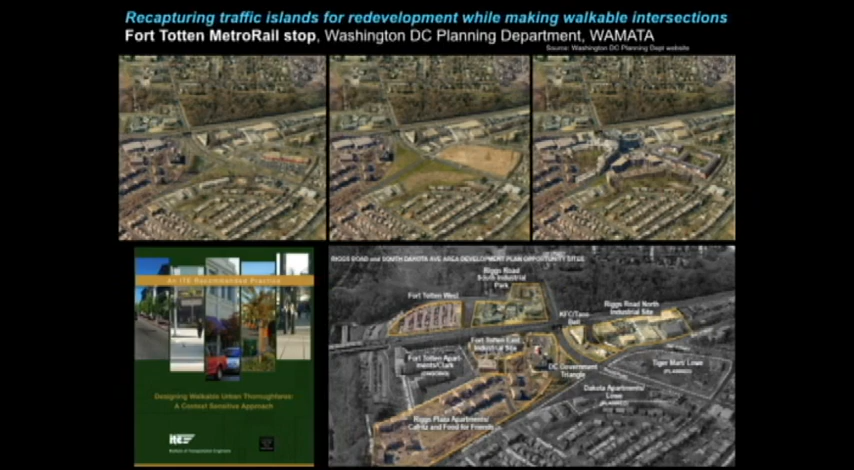 Recapturing traffic islands for redevelopment while making walkable intersections
Fort Totten MetroRail stop, Washington DC Planning Department, WAMATA
Source: Washington DC Planning Dept website
An ITE Recommended Practice
Designing Walkable Urban Thoroughfares:
A Context Sensitive Approach
ite
Institute of Transportation Engineers
RIGGS ROAD and SOUTH DAKOTA AVE AREA DEVELOPMENT PLAN OPPORTUNITY SITES
Riggs Road
South Industrial
Park
Fort Totten West
KFC/Taco
Bell
Riggs Road North
Industrial Site
Fort Totten East
Industrial Site
Fort Totten Apart-
ments/Clark
DC Government
Triangle
Tiger Mart/ Lowe
(PLANNED)
Dakota Apartments/
Lowe
(PLANNED)
Riggs Plaza Apartments/
Cafritz and Food for Friends